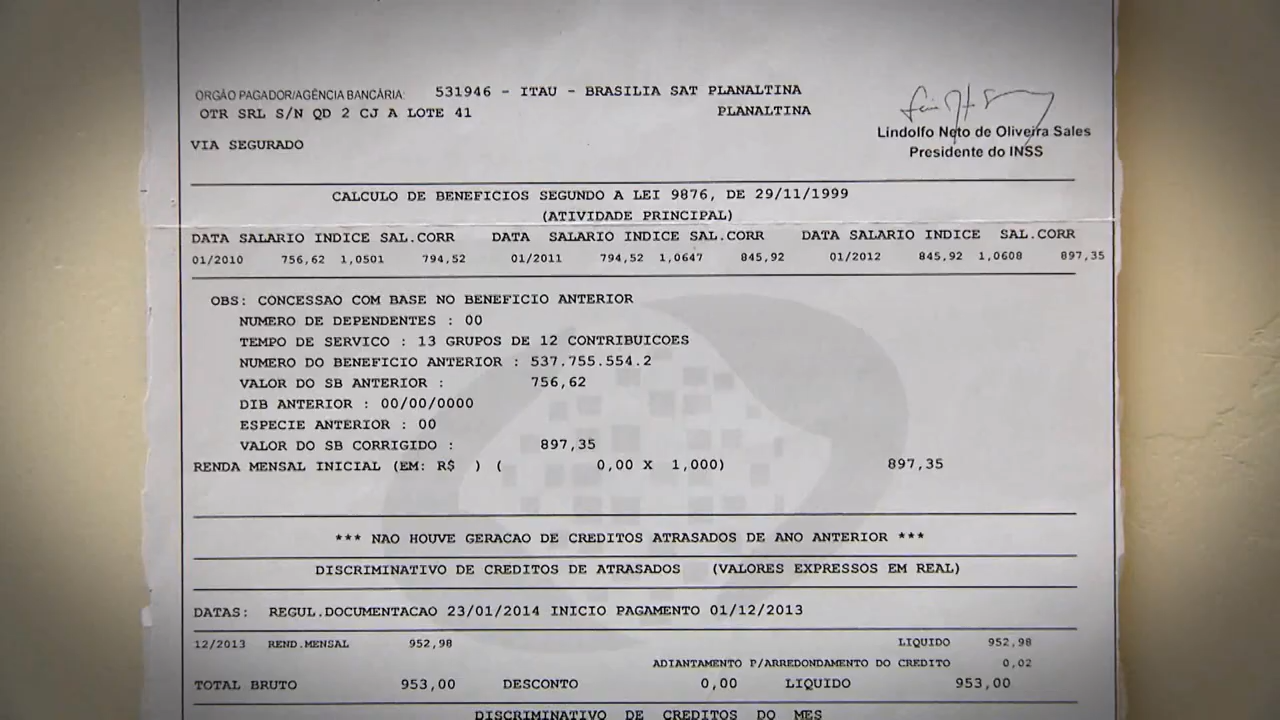 ORGÃO PAGADOR/AGÊNCIA BANCÁRIA: 531946 - ITAU - BRASILIA SAT PLANALTINA
OTR SRL S/N QD 2 CJ A LOTE 41 PLANALTINA
Lindolfo Neto de Oliveira Sales
VIA SEGURADO Presidente do INSS
CALCULO DE BENEFICIOS SEGUNDO A LEI 9876, DE 29/11/1999
(ATIVIDADE PRINCIPAL)
DATA SALARIO INDICE SAL.CORR DATA SALARIO INDICE SAL.CORR DATA SALARIO INDICE SAL.CORR
01/2010 756,62 1,0501 794,52 01/2011 794,52 1,0647 845,92 01/2012 845,92 1,0608 897,35
OBS: CONCESSAO COM BASE NO BENEFICIO ANTERIOR
NUMERO DE DEPENDENTES : 00
TEMPO DE SERVICO : 13 GRUPOS DE 12 CONTRIBUICOES
NUMERO DO BENEFICIO ANTERIOR : 537.755.554.2
VALOR DO SB ANTERIOR : 756,62
DIB ANTERIOR : 00/00/0000
ESPECIE ANTERIOR : 00
VALOR DO SB CORRIGIDO : 897,35
RENDA MENSAL INICIAL (EM: R$ ) ( 0,00 X 1,000) 897,35
*** NAO HOUVE GERACAO DE CREDITOS ATRASADOS DE ANO ANTERIOR ***
DISCRIMINATIVO DE CREDITOS DE ATRASADOS (VALORES EXPRESSOS EM REAL)
DATAS: REGUL.DOCUMENTACAO 23/01/2014 INICIO PAGAMENTO 01/12/2013
12/2013 REND.MENSAL 952,98 LIQUIDO 952,98
ADIANTAMENTO P/ARREDONDAMENTO DO CREDITO 0,02
TOTAL BRUTO 953,00 DESCONTO 0,00 LIQUIDO 953,00
DISCRIMINATIVO DE CREDITOS DO MES